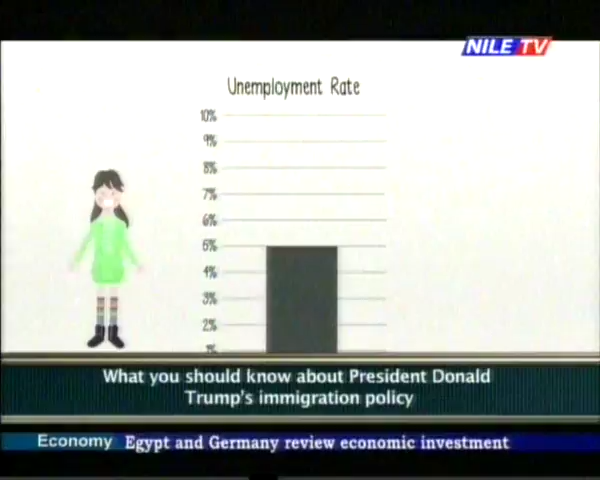 NILE TV
Unemployment Rate
10%
9%
8%
7%
6%
5%
4%
3%
2%
1%
What you should know about President Donald
Trump's immigration policy
Economy Egypt and Germany review economic investment